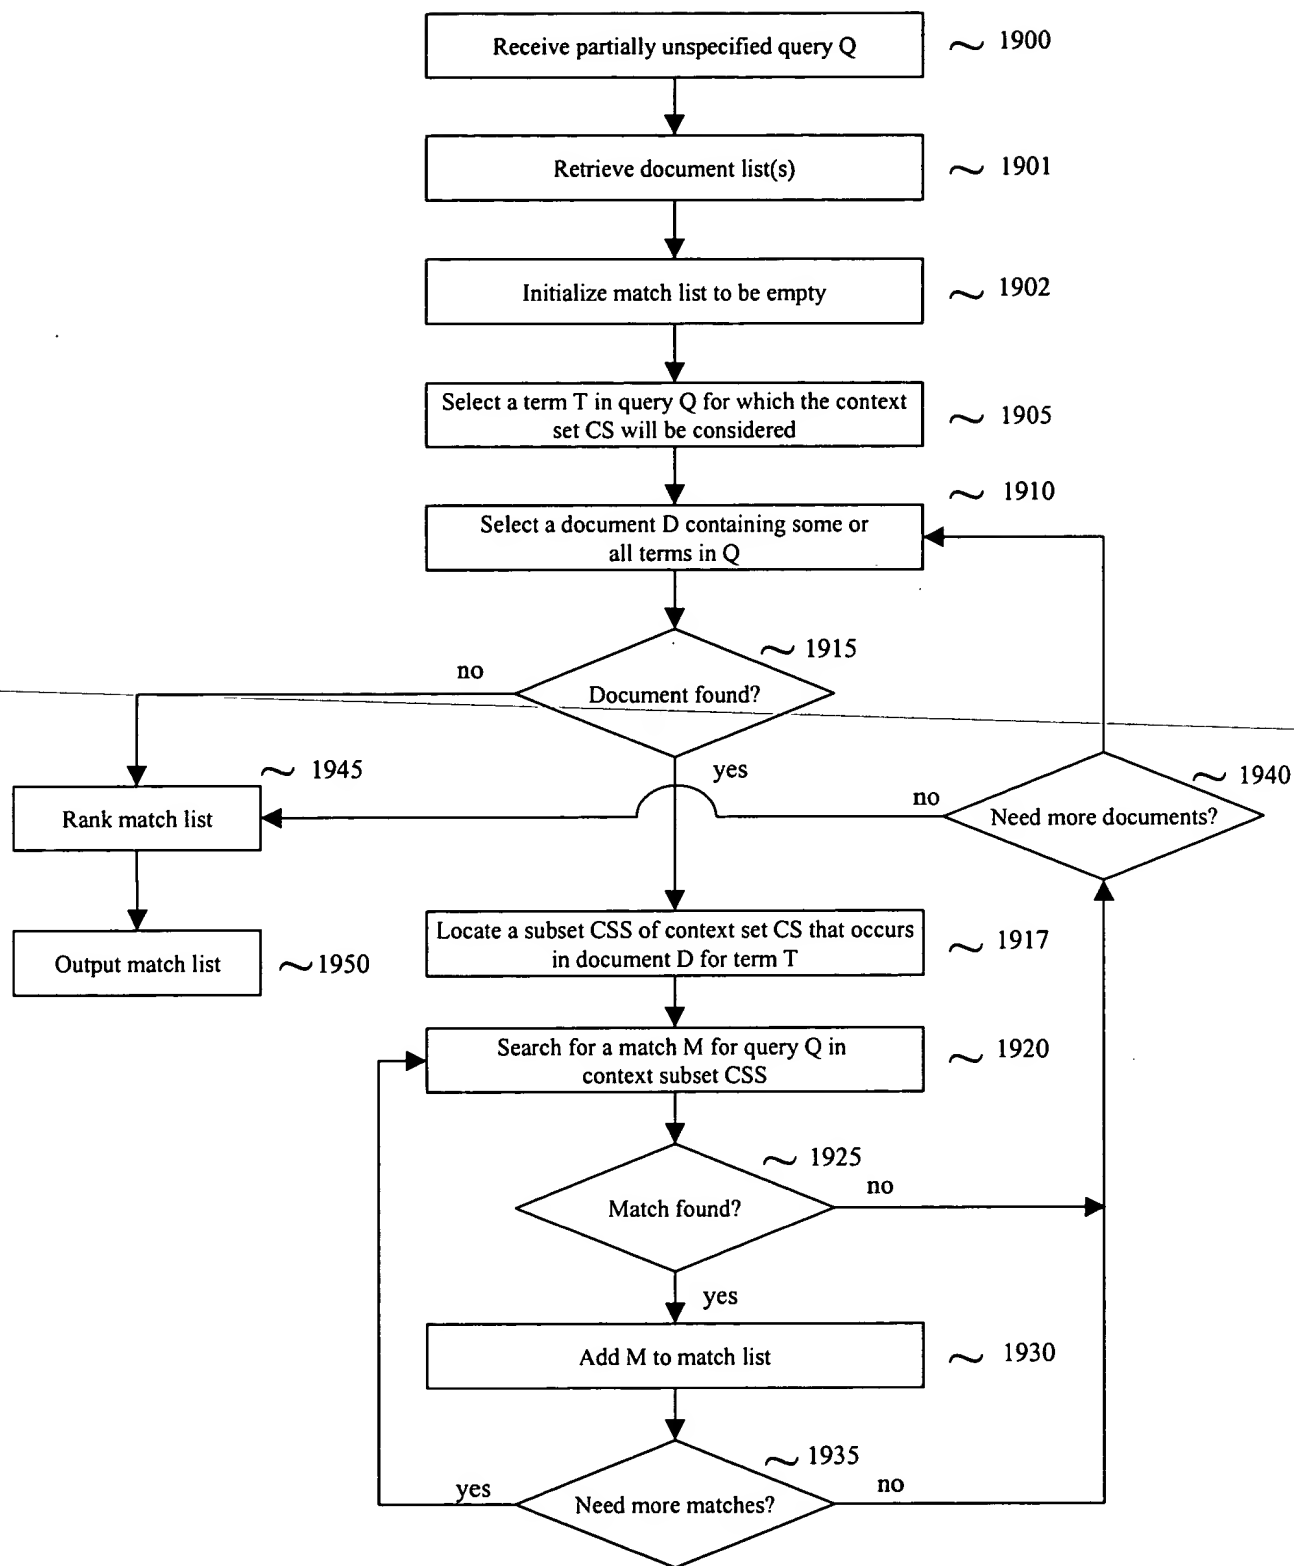 Receive partially unspecified query Q
1900
Retrieve document list(s)
1901
Initialize match list to be empty
1902
Select a term T in query Q for which the context
set CS will be considered
1905
1910
Select a document D containing some or
all terms in Q
1915
no
Document found?
yes
1945
Rank match list
no
1940
Need more documents?
Output match list
1950
Locate a subset CSS of context set CS that occurs
in document D for term T
1917
Search for a match M for query Q in
context subset CSS
1920
1925
Match found?
no
yes
Add M to match list
1930
1935
yes
Need more matches?
no